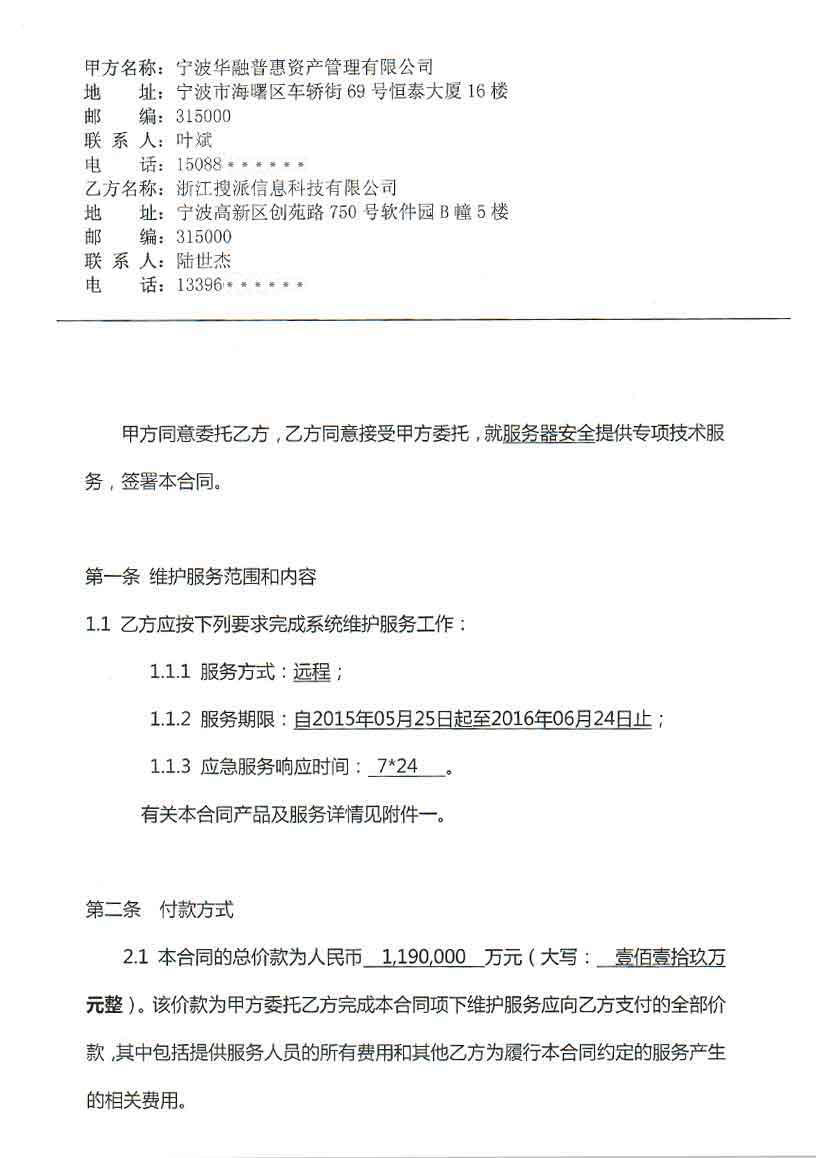 甲方名称：宁波华融普惠资产管理有限公司
地　　址：宁波市海曙区车轿街 69 号恒泰大厦 16 楼
邮　　编：315000
联 系 人：叶斌
电　　话：15088******
乙方名称：浙江搜派信息科技有限公司
地　　址：宁波高新区创苑路 750 号软件园 B 幢 5 楼
邮　　编：315000
联 系 人：陆世杰
电　　话：13396******
甲方同意委托乙方，乙方同意接受甲方委托，就服务器安全提供专项技术服
务，签署本合同。
第一条 维护服务范围和内容
1.1 乙方应按下列要求完成系统维护服务工作：
1.1.1 服务方式：远程；
1.1.2 服务期限：自2015年05月25日起至2016年06月24日止；
1.1.3 应急服务响应时间： 7*24 。
有关本合同产品及服务详情见附件一。
第二条 付款方式
2.1 本合同的总价款为人民币 1,190,000 万元（大写： 壹佰壹拾玖万
元整）。该价款为甲方委托乙方完成本合同项下维护服务应向乙方支付的全部价
款，其中包括提供服务人员的所有费用和其他乙方为履行本合同约定的服务产生
的相关费用。